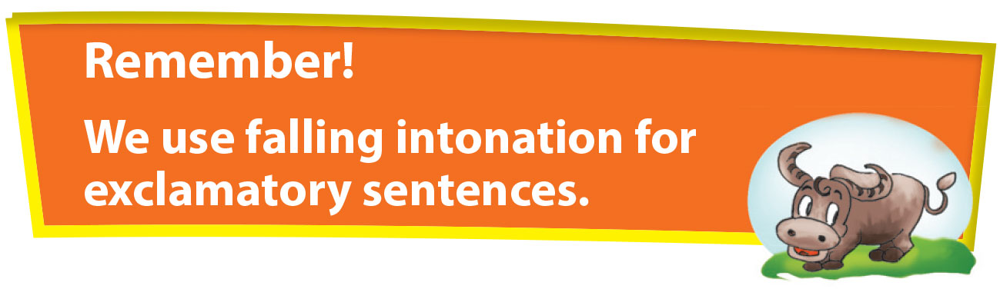 Remember!
We use falling intonation for
exclamatory sentences.